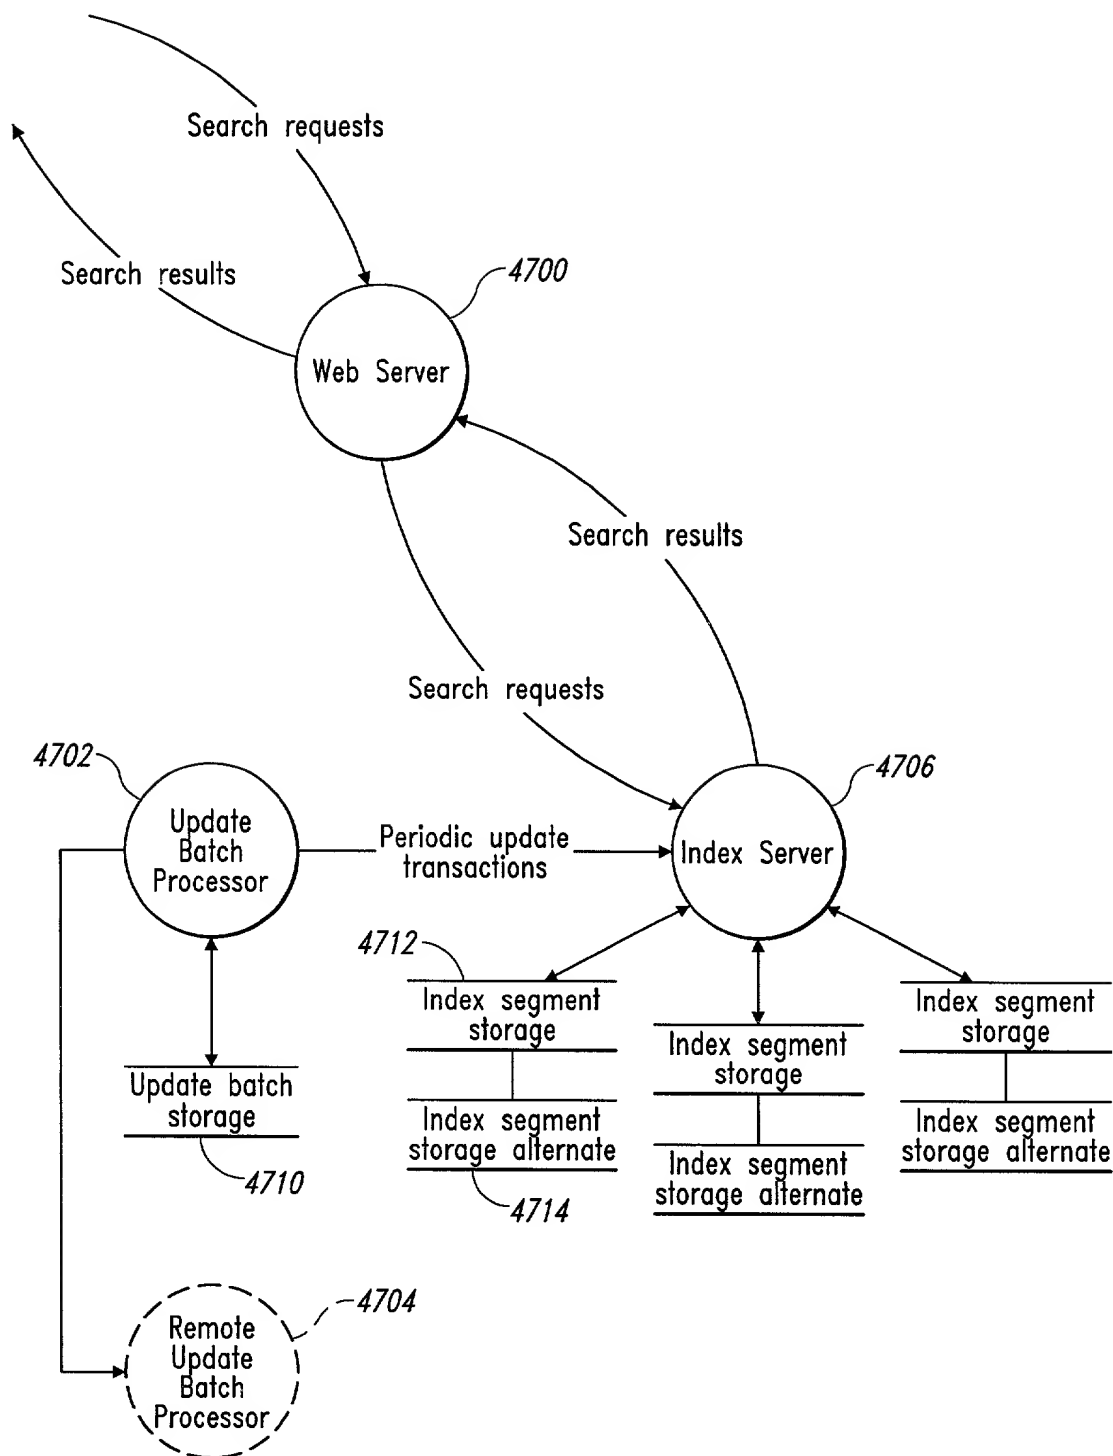 Search requests
Search results
4700
Web Server
Search results
Search requests
4702
4706
Update
Batch
Processor
Periodic update
transactions
Index Server
4712
Index segment
storage
Index segment
storage
Index segment
storage
Update batch
storage
Index segment
storage alternate
Index segment
storage alternate
Index segment
storage alternate
4710
4714
4704
Remote
Update
Batch
Processor